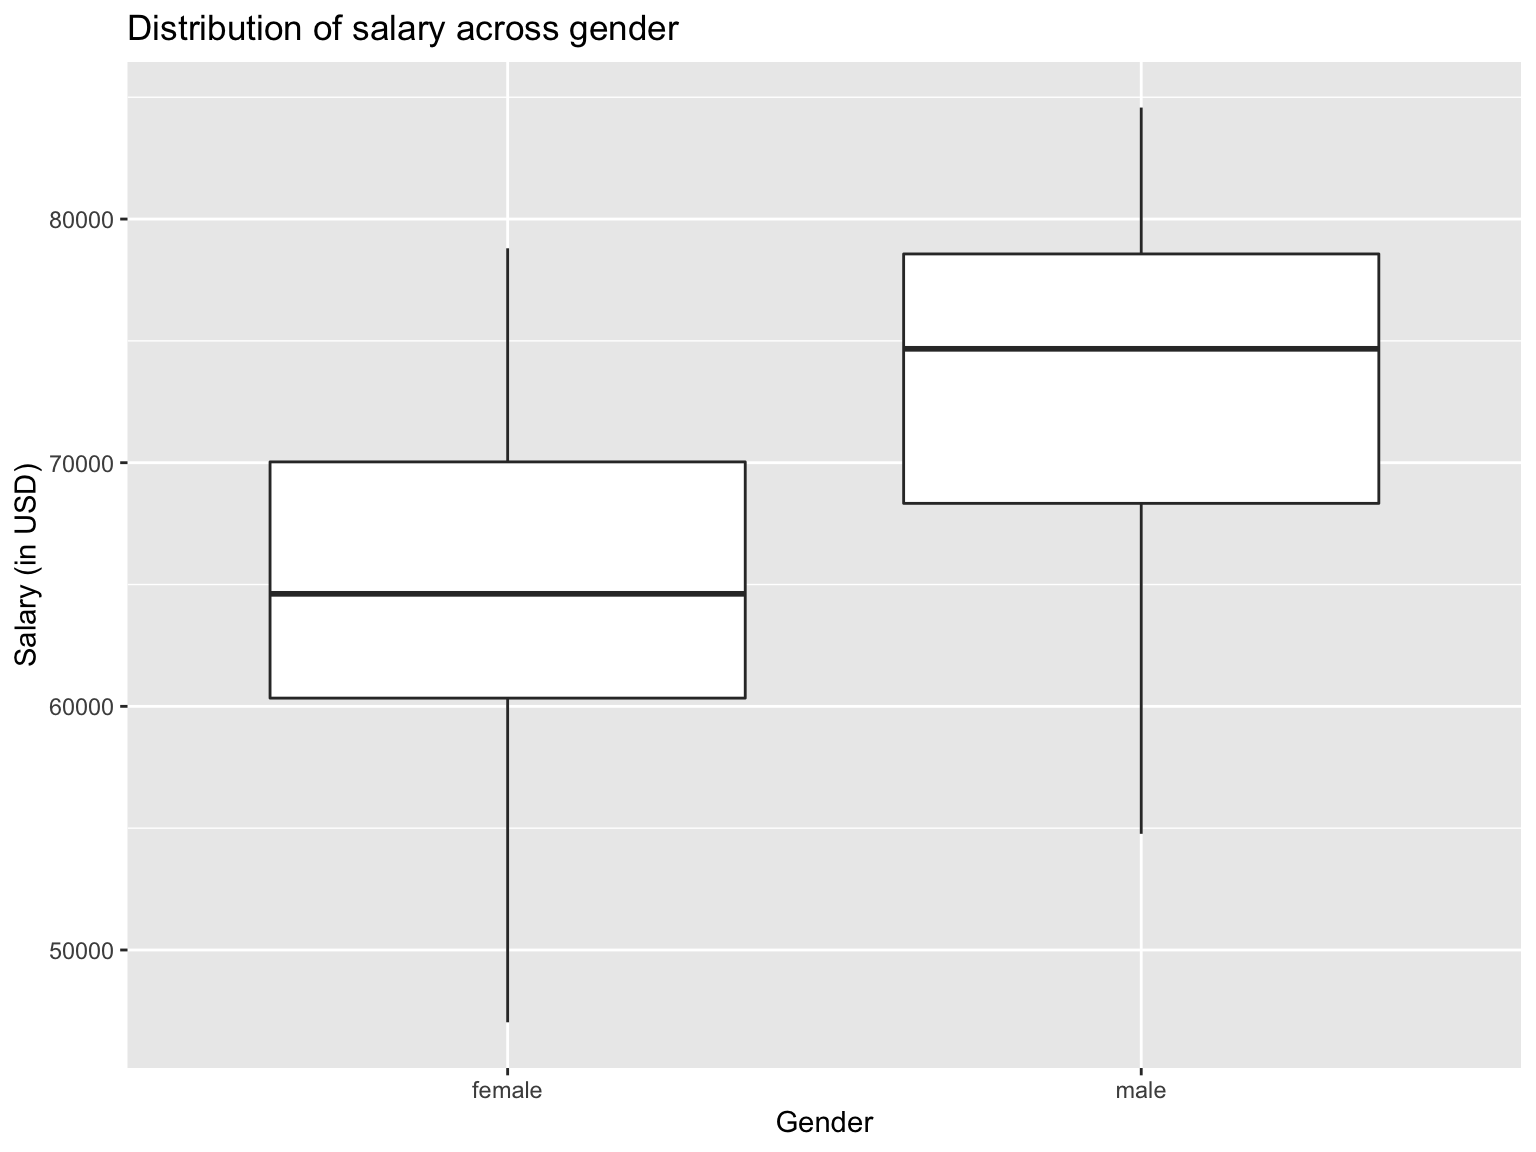 Distribution of salary across gender
Salary (in USD)
80000
70000
60000
50000
female
male
Gender